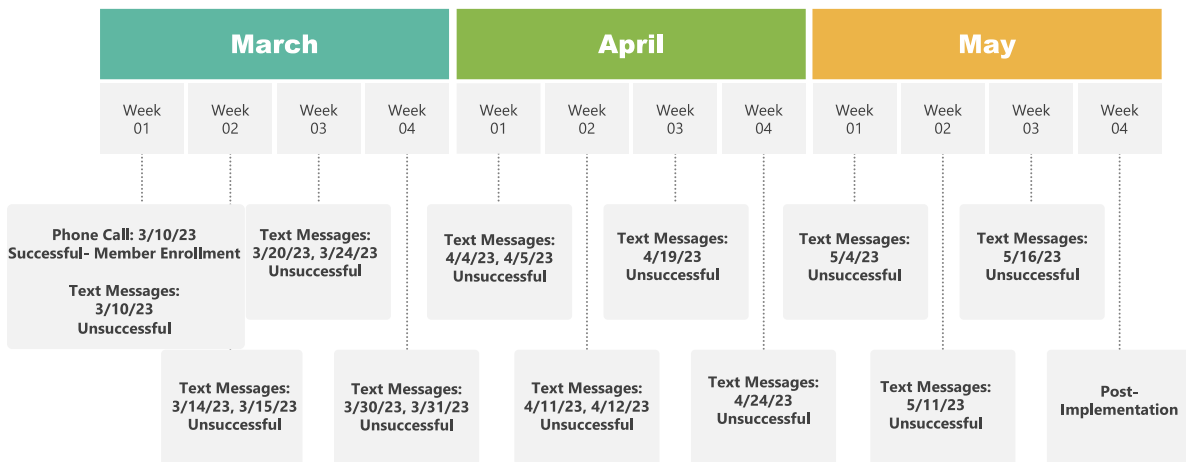 March
April
May
Week
01
Week
02
Week
03
Week
04
Week
01
Week
02
Week
03
Week
04
Week
01
Week
02
Week
03
Week
04
Phone Call: 3/10/23
Successful- Member Enrollment
Text Messages:
3/10/23
Unsuccessful
Text Messages:
3/20/23, 3/24/23
Unsuccessful
Text Messages:
4/4/23, 4/5/23
Unsuccessful
Text Messages:
4/19/23
Unsuccessful
Text Messages:
5/4/23
Unsuccessful
Text Messages:
5/16/23
Unsuccessful
Text Messages:
3/14/23, 3/15/23
Unsuccessful
Text Messages:
3/30/23, 3/31/23
Unsuccessful
Text Messages:
4/11/23, 4/12/23
Unsuccessful
Text Messages:
4/24/23
Unsuccessful
Text Messages:
5/11/23
Unsuccessful
Post-
Implementation